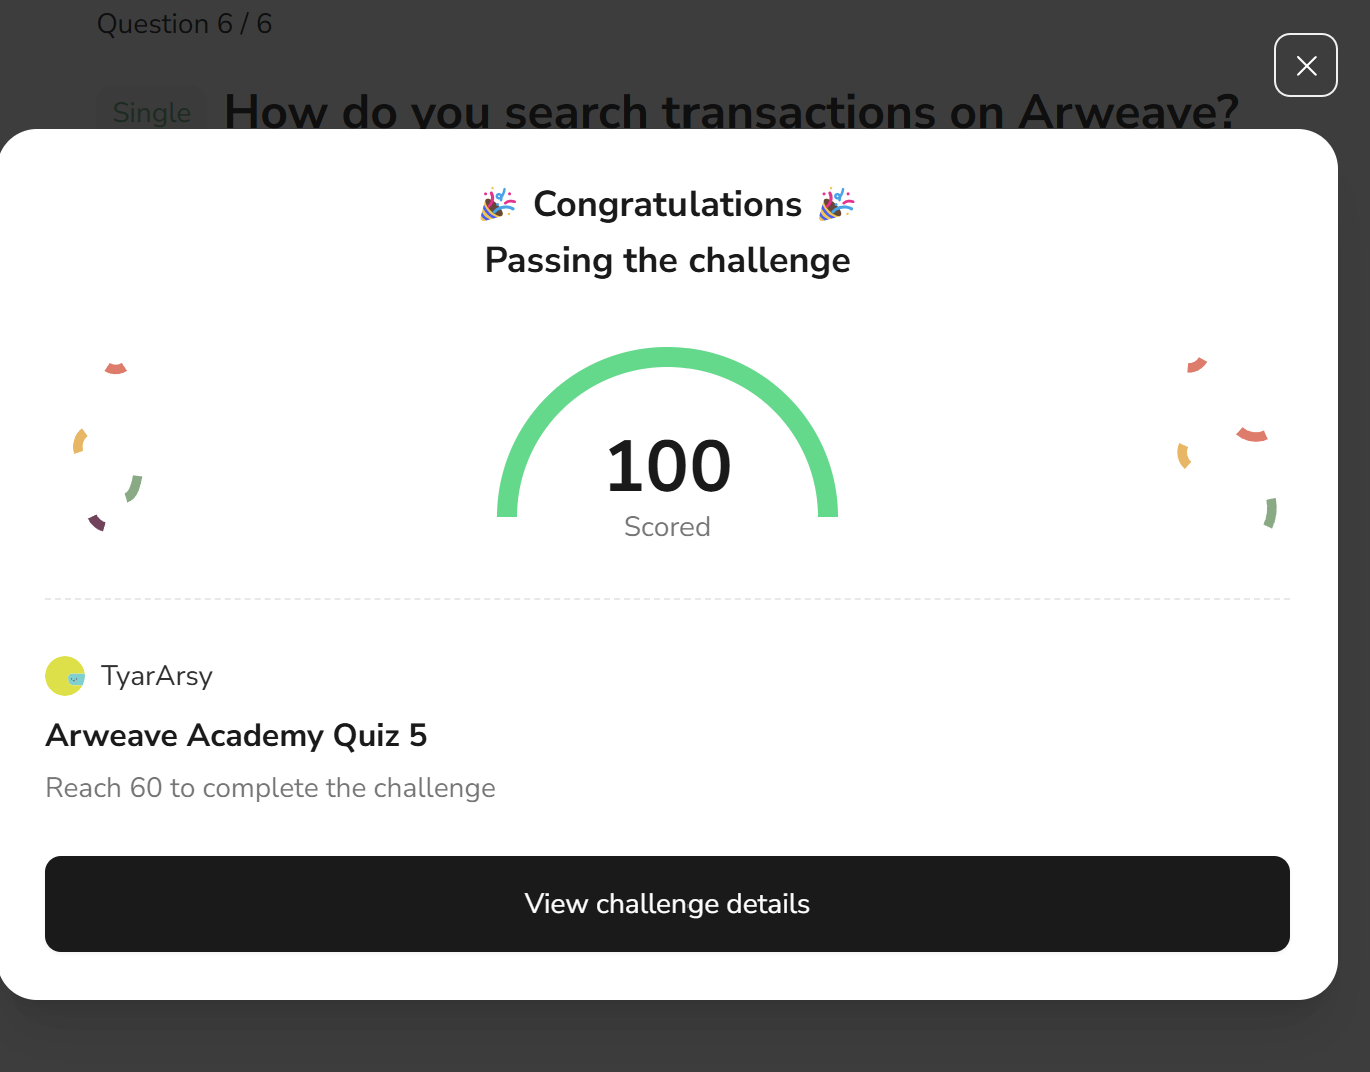 Question 6 / 6
Single How do you search transactions on Arweave?
Congratulations
Passing the challenge
100
Scored
TyarArsy
Arweave Academy Quiz 5
Reach 60 to complete the challenge
View challenge details